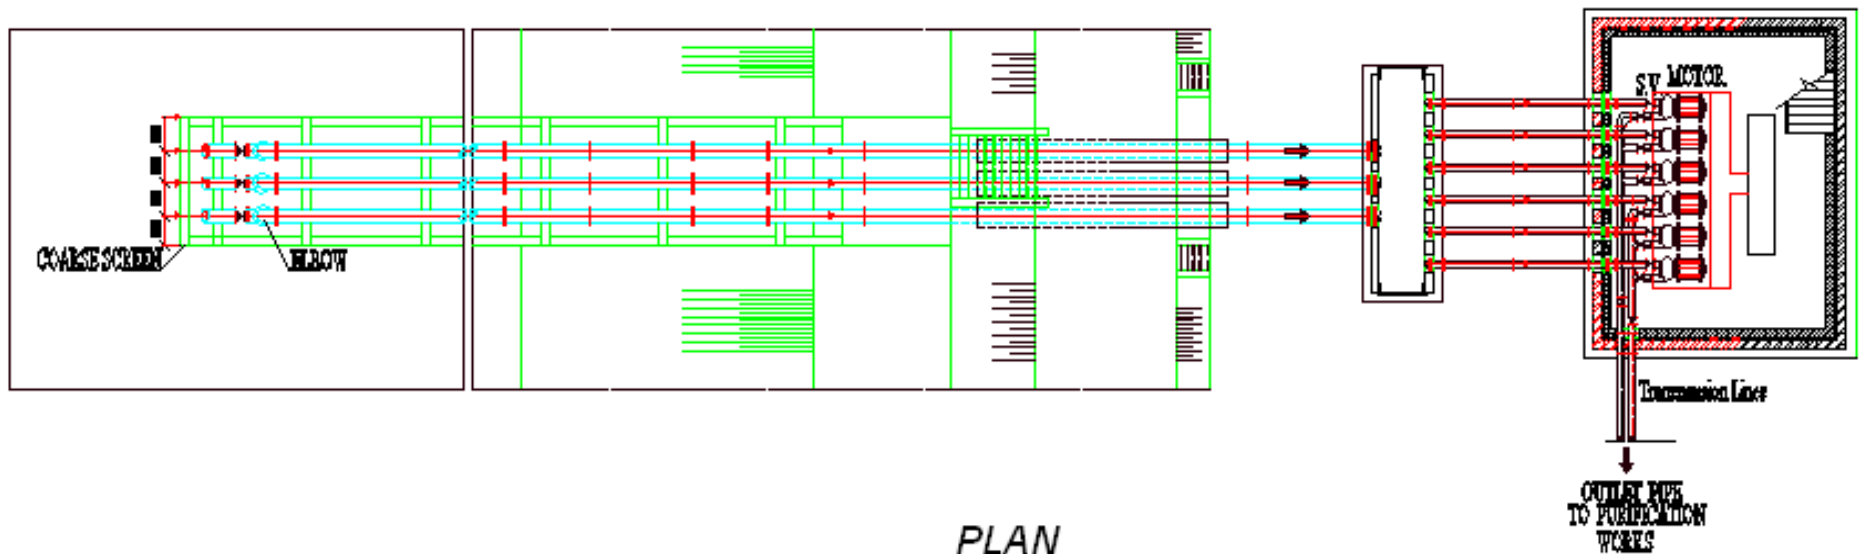 S.V MOTOR
COARSE SCREEN
ELBOW
Transmission Lines
OUTLET PIPE
TO PURIFICATION
WORKS
PLAN